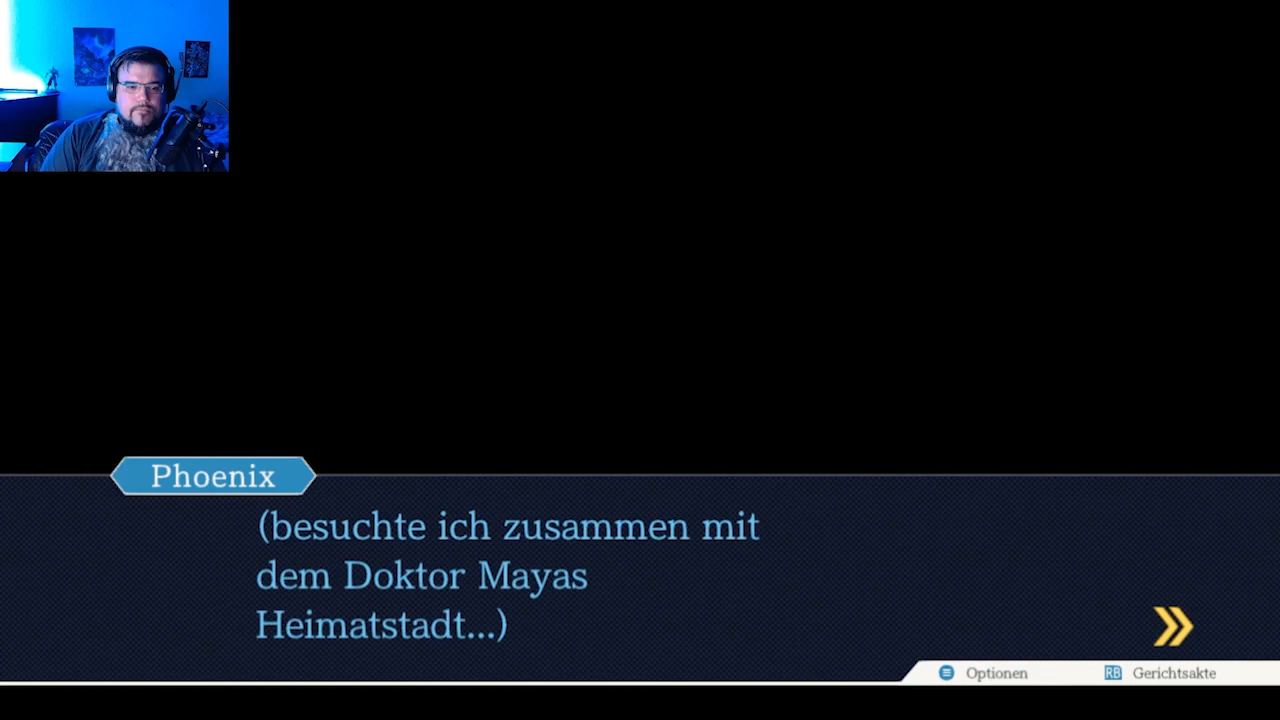 Phoenix
(besuchte ich zusammen mit
dem Doktor Mayas
Heimatstadt...)
Optionen
RB Gerichtsakte